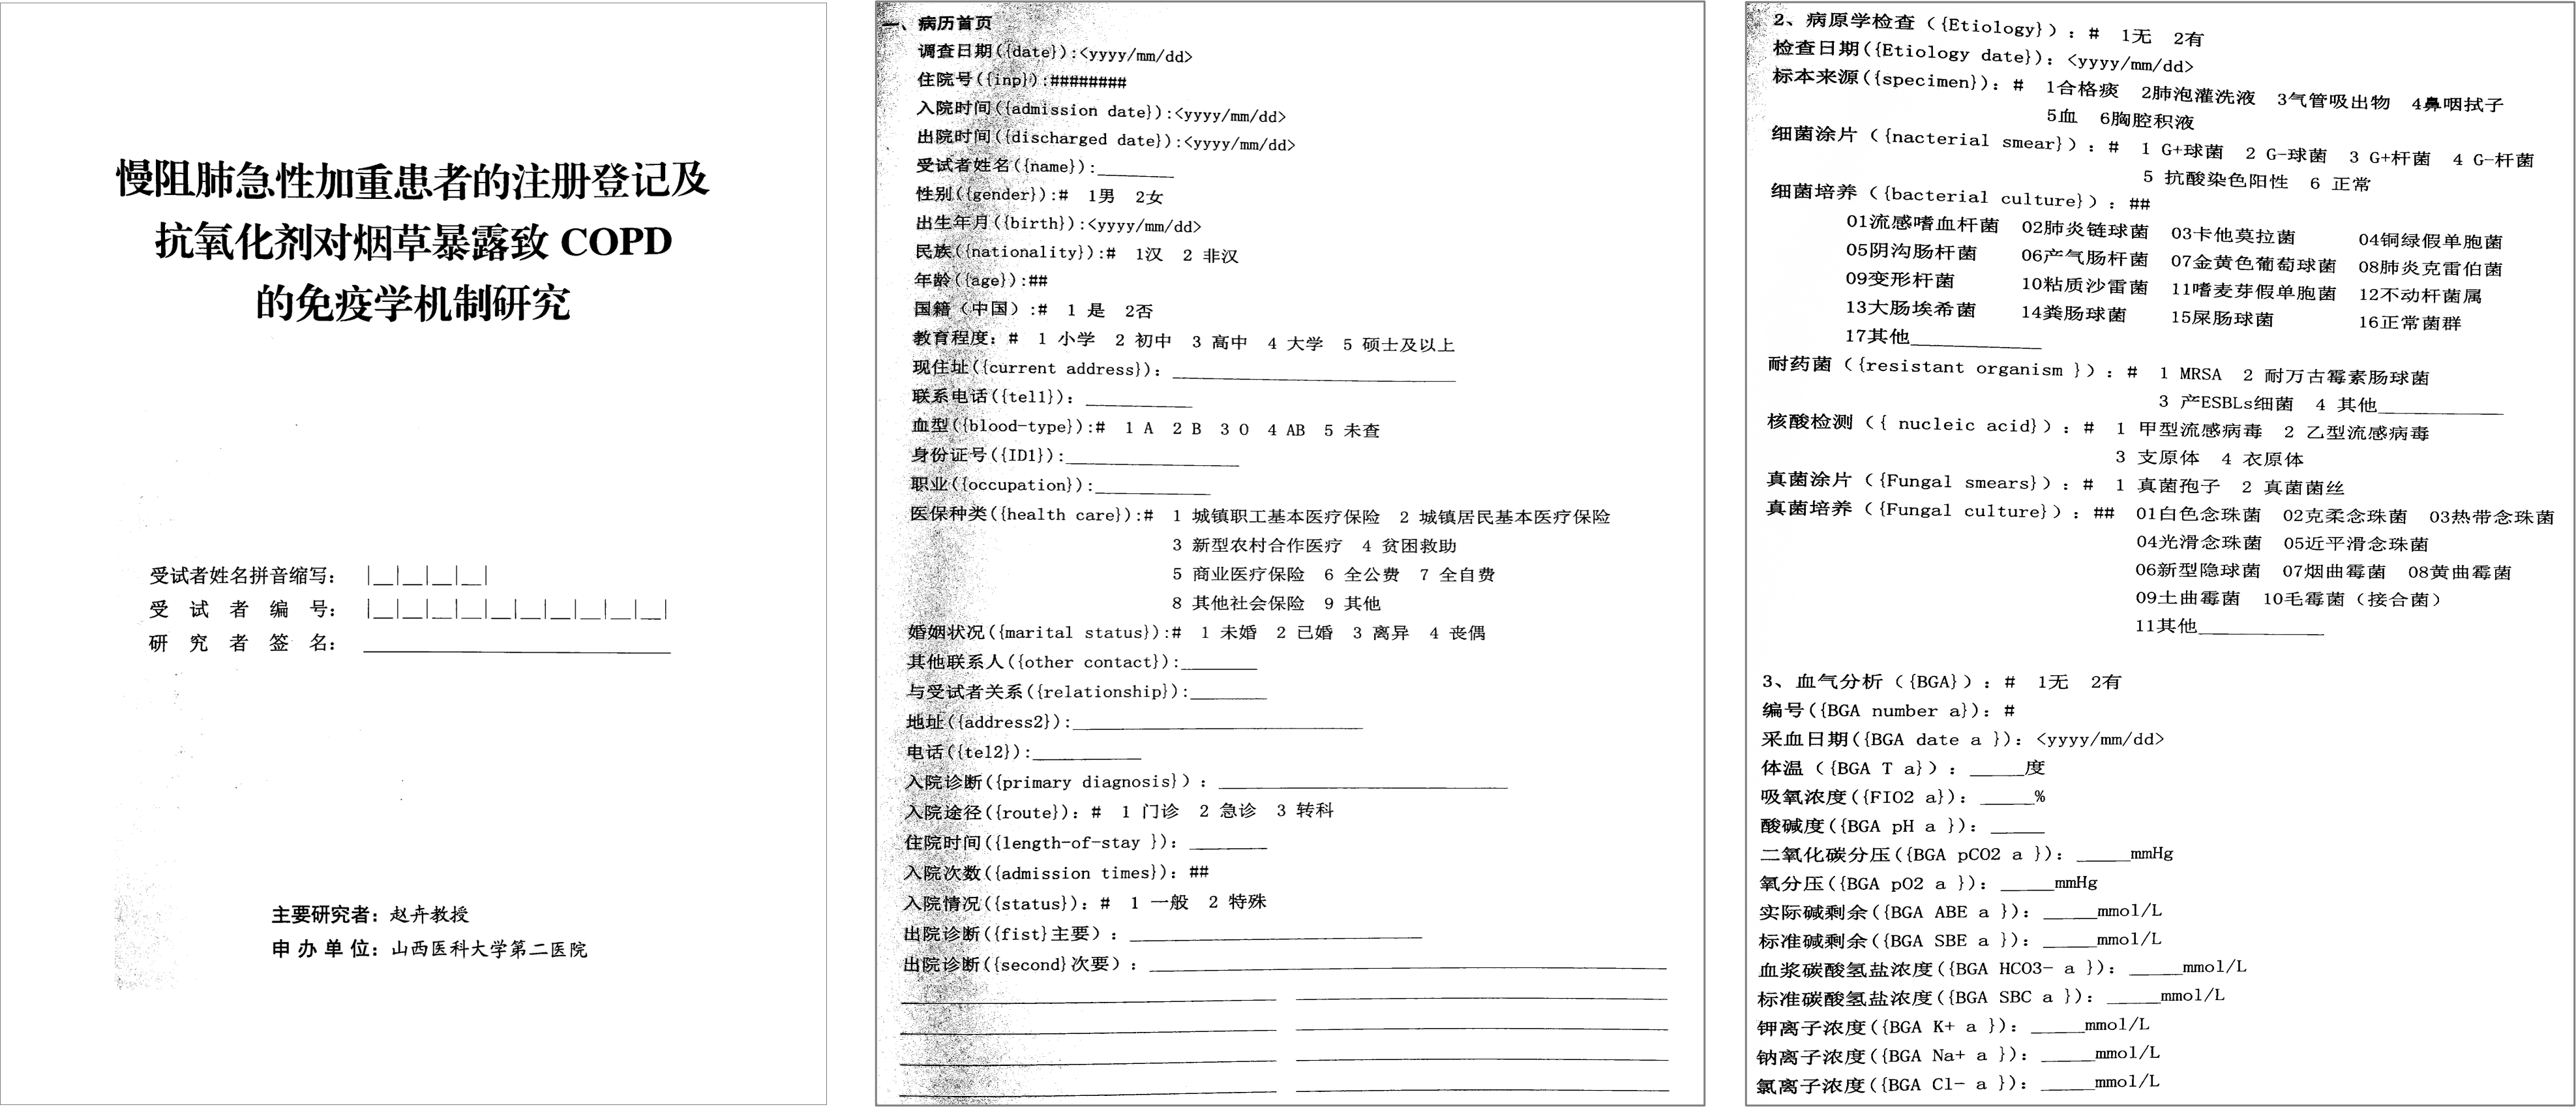 慢阻肺急性加重患者的注册登记及
抗氧化剂对烟草暴露致 COPD
的免疫学机制研究
受试者姓名拼音缩写: |__|__|__|__|
受 试 者 编 号: |__|__|__|__|__|__|__|__|__|__|
研 究 者 签 名: ____________
主要研究者: 赵卉教授
申 办 单 位: 山西医科大学第二医院
一、病历首页
调查日期({date}):<yyyy/mm/dd>
住院号({inp}):########
入院时间({admission date}):<yyyy/mm/dd>
出院时间({discharged date}):<yyyy/mm/dd>
受试者姓名({name}):________
性别({gender}):# 1男 2女
出生年月({birth}):<yyyy/mm/dd>
民族({nationality}):# 1汉 2 非汉
年龄({age}):##
国籍（中国）:# 1 是 2否
教育程度: # 1 小学 2 初中 3 高中 4 大学 5 硕士及以上
现住址({current address}): ____________
联系电话({tel1}): ____________
血型({blood-type}):# 1 A 2 B 3 O 4 AB 5 未查
身份证号({ID1}):____________
职业({occupation}):____________
医保种类({health care}):# 1 城镇职工基本医疗保险 2 城镇居民基本医疗保险
3 新型农村合作医疗 4 贫困救助
5 商业医疗保险 6 全公费 7 全自费
8 其他社会保险 9 其他
婚姻状况({marital status}):# 1 未婚 2 已婚 3 离异 4 丧偶
其他联系人({other contact}):________
与受试者关系({relationship}):________
地址({address2}):____________
电话({tel2}):____________
入院诊断({primary diagnosis}) : ____________
入院途径({route}): # 1 门诊 2 急诊 3 转科
住院时间({length-of-stay }): ________
入院次数({admission times}): ##
入院情况({status}): # 1 一般 2 特殊
出院诊断({fist}主要) : ____________
出院诊断({second}次要) : ____________
2、病原学检查（{Etiology}）: # 1无 2有
检查日期({Etiology date}): <yyyy/mm/dd>
标本来源({specimen}): # 1合格痰 2肺泡灌洗液 3气管吸出物 4鼻咽拭子
5血 6胸腔积液
细菌涂片（{nacterial smear}）: # 1 G+球菌 2 G-球菌 3 G+杆菌 4 G-杆菌
5 抗酸染色阳性 6 正常
细菌培养（{bacterial culture}）: ##
01流感嗜血杆菌 02肺炎链球菌 03卡他莫拉菌 04铜绿假单胞菌
05阴沟肠杆菌 06产气肠杆菌 07金黄色葡萄球菌 08肺炎克雷伯菌
09变形杆菌 10粘质沙雷菌 11嗜麦芽假单胞菌 12不动杆菌属
13大肠埃希菌 14粪肠球菌 15屎肠球菌 16正常菌群
17其他____________
耐药菌（{resistant organism }）: # 1 MRSA 2 耐万古霉素肠球菌
3 产ESBLs细菌 4 其他____________
核酸检测（{ nucleic acid}）: # 1 甲型流感病毒 2 乙型流感病毒
3 支原体 4 衣原体
真菌涂片（{Fungal smears}）: # 1 真菌孢子 2 真菌菌丝
真菌培养（{Fungal culture}）: ## 01白色念珠菌 02克柔念珠菌 03热带念珠菌
04光滑念珠菌 05近平滑念珠菌
06新型隐球菌 07烟曲霉菌 08黄曲霉菌
09土曲霉菌 10毛霉菌（接合菌）
11其他____________
3、血气分析（{BGA}）: # 1无 2有
编号({BGA number a}): #
采血日期({BGA date a }): <yyyy/mm/dd>
体温（{BGA T a}）: _____度
吸氧浓度({FIO2 a}): _____%
酸碱度({BGA pH a }): _____
二氧化碳分压({BGA pCO2 a }): _____mmHg
氧分压({BGA pO2 a }): _____mmHg
实际碱剩余({BGA ABE a }): _____mmol/L
标准碱剩余({BGA SBE a }): _____mmol/L
血浆碳酸氢盐浓度({BGA HCO3- a }): _____mmol/L
标准碳酸氢盐浓度({BGA SBC a }): _____mmol/L
钾离子浓度({BGA K+ a }): _____mmol/L
钠离子浓度({BGA Na+ a }): _____mmol/L
氯离子浓度({BGA Cl- a }): _____mmol/L